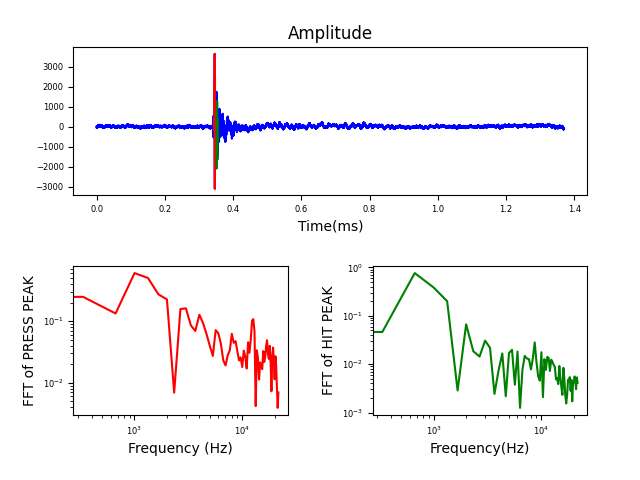 Amplitude
3000
2000
1000
0
−1000
−2000
−3000
0.0 0.2 0.4 0.6 0.8 1.0 1.2 1.4
Time(ms)
FFT of PRESS PEAK
10⁻¹
10⁻²
10³ 10⁴
Frequency (Hz)
FFT of HIT PEAK
10⁰
10⁻¹
10⁻²
10⁻³
10³ 10⁴
Frequency(Hz)